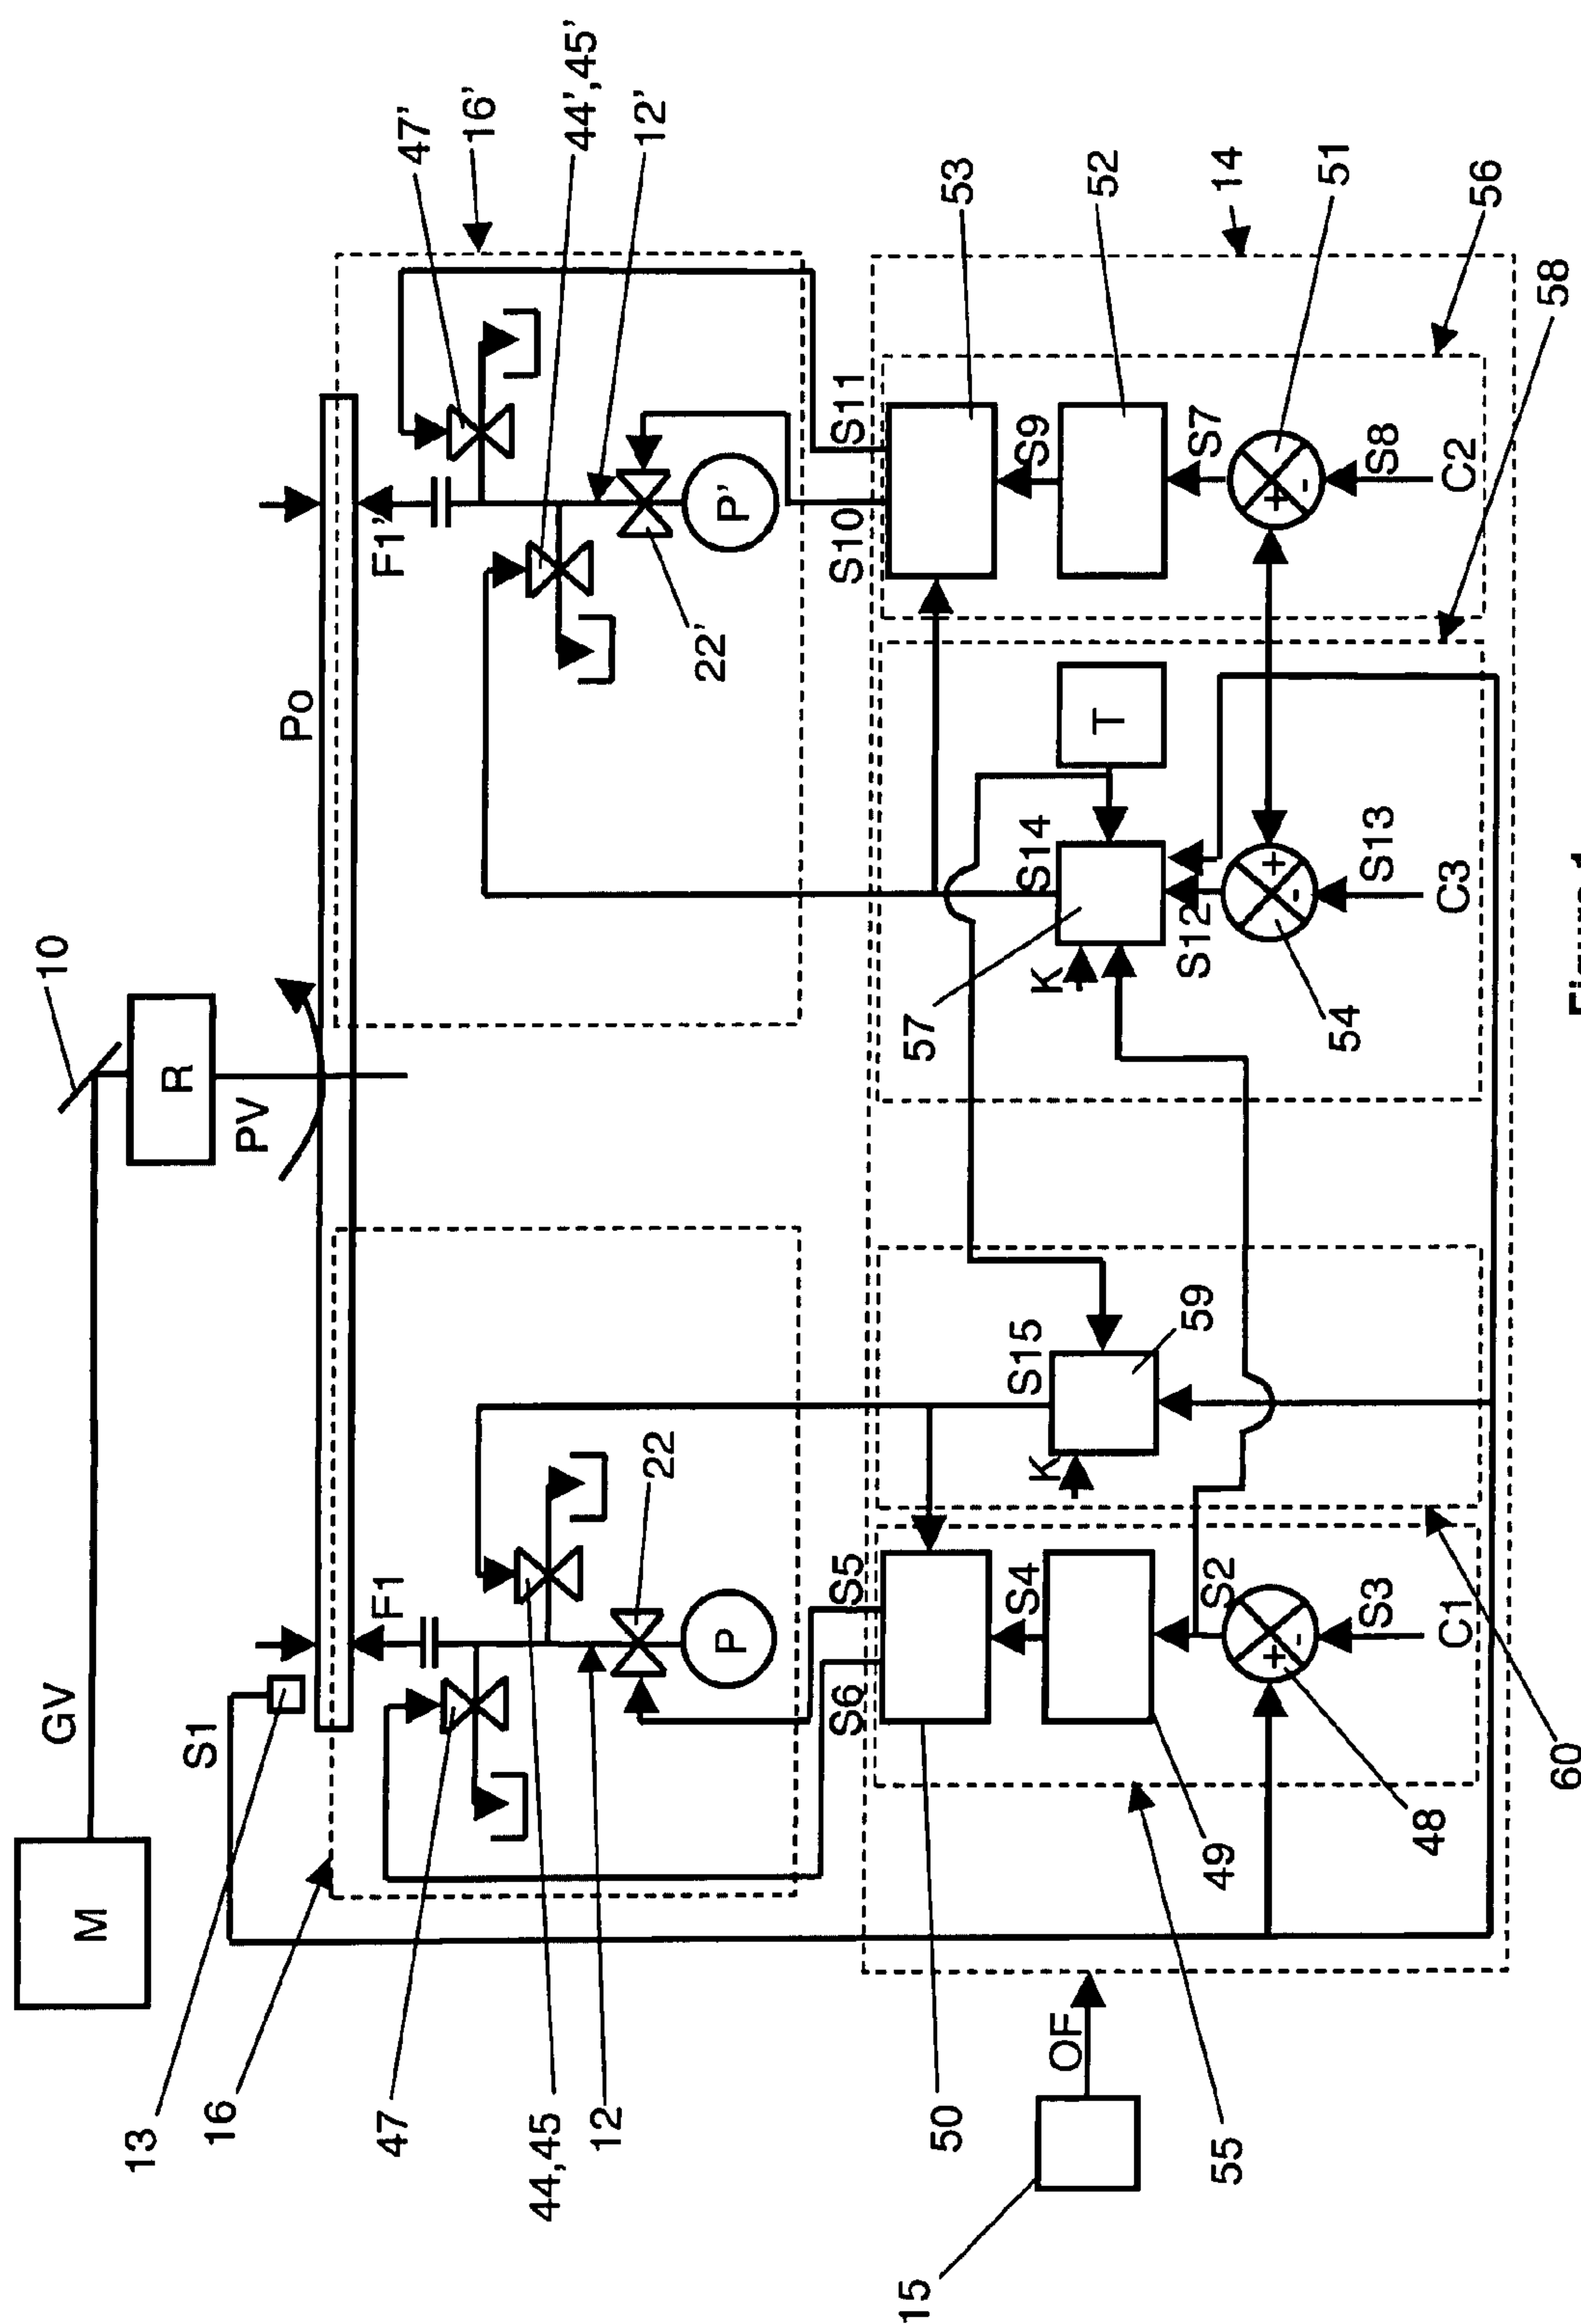 10
GV
M
R
PV
Po
S1
13
16
F1
F1'
47
47'
16'
44,45
44',45'
12
12'
22
22'
P
P'
S6
S5
S10
S11
50
53
S4
S9
49
52
S15
59
K
S14
57
K
T
S2
S12
S7
48
54
51
S3
S13
S8
C1
C3
C2
15
OF
55
60
58
56
14